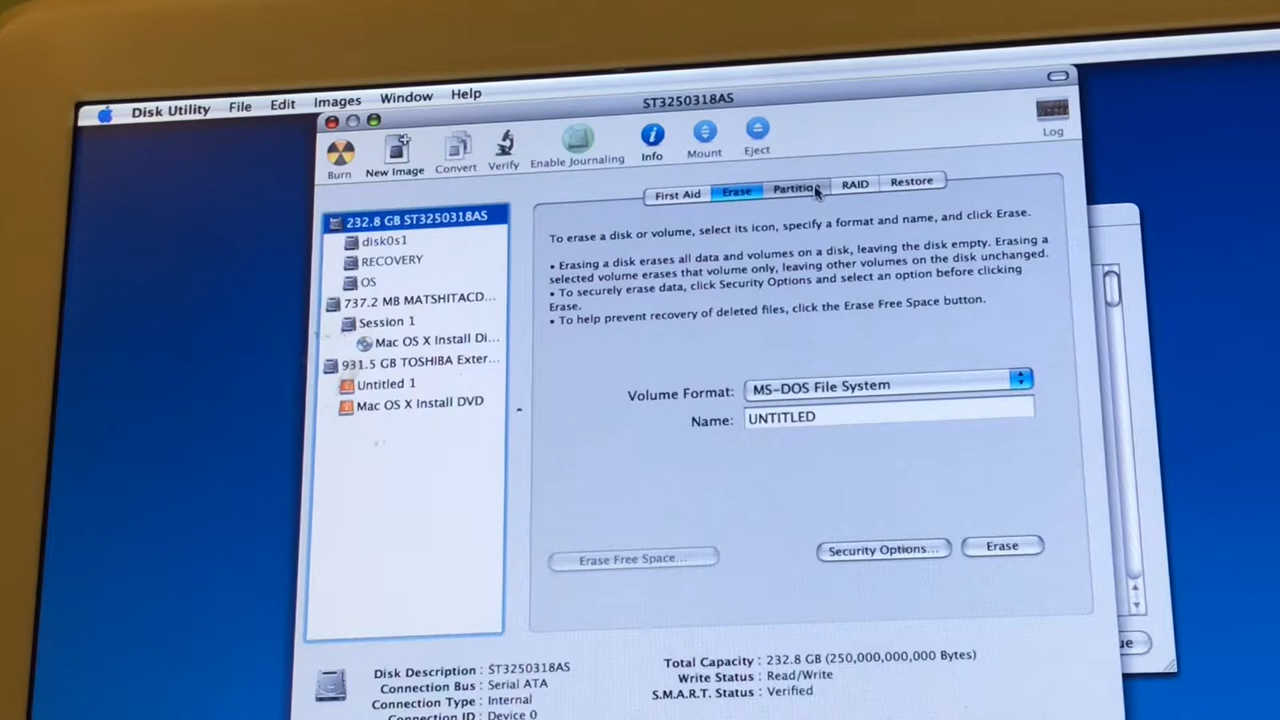 Disk Utility File Edit Images Window Help
ST3250318AS
Burn New Image Convert Verify Enable Journaling Info Mount Eject Log
First Aid Erase Partition RAID Restore
232.8 GB ST3250318AS
disk0s1
RECOVERY
OS
737.2 MB MATSHITACD...
Session 1
Mac OS X Install Di...
931.5 GB TOSHIBA Exter...
Untitled 1
Mac OS X Install DVD
To erase a disk or volume, select its icon, specify a format and name, and click Erase.
• Erasing a disk erases all data and volumes on a disk, leaving the disk empty. Erasing a
selected volume erases that volume only, leaving other volumes on the disk unchanged.
• To securely erase data, click Security Options and select an option before clicking
Erase.
• To help prevent recovery of deleted files, click the Erase Free Space button.
Volume Format: MS-DOS File System
Name: UNTITLED
Erase Free Space... Security Options... Erase
ue
Disk Description : ST3250318AS
Connection Bus : Serial ATA
Connection Type : Internal
Connection ID : Device 0
Total Capacity : 232.8 GB (250,000,000,000 Bytes)
Write Status : Read/Write
S.M.A.R.T. Status : Verified